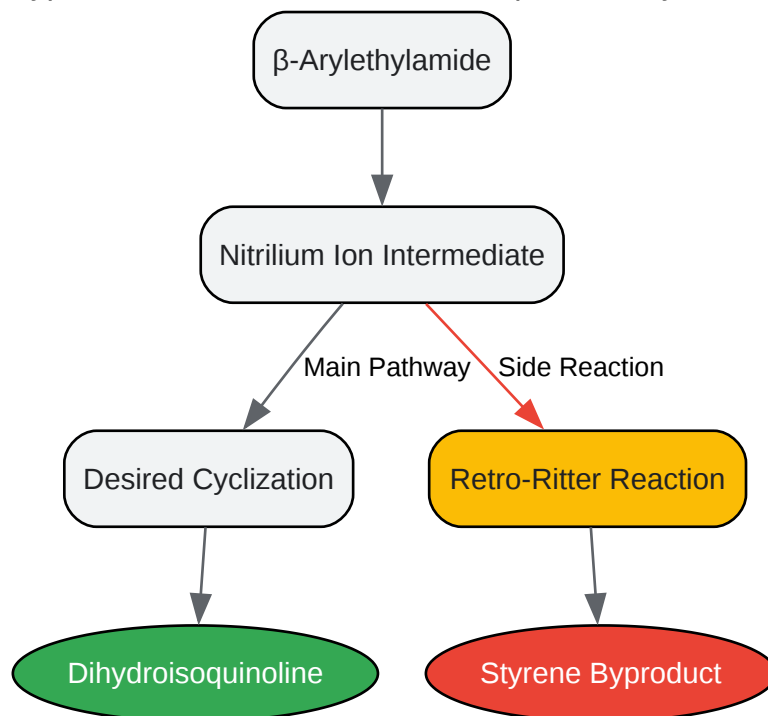 β-Arylethylamide
Nitrilium Ion Intermediate
Main Pathway
Side Reaction
Desired Cyclization
Retro-Ritter Reaction
Dihydroisoquinoline
Styrene Byproduct